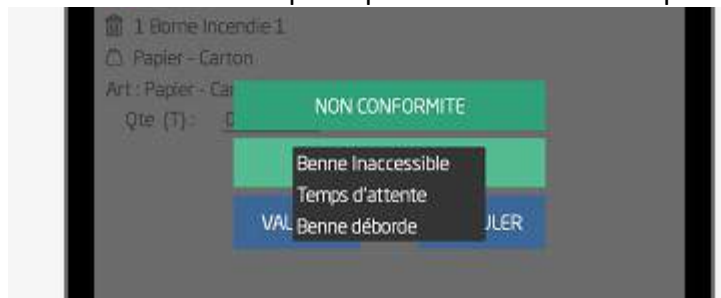 1 Borne Incendie 1
Papier - Carton
Art : Papier - Car
Qte (T) :
NON CONFORMITE
Benne Inaccessible
Temps d'attente
Benne déborde
VAL
ULER